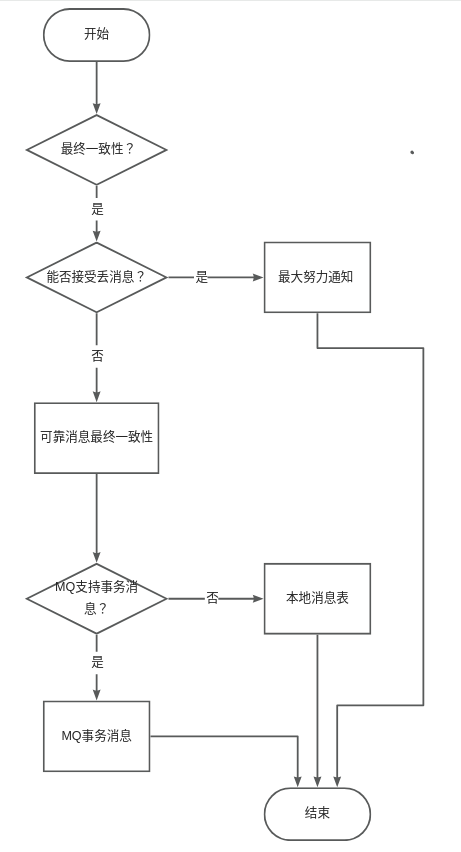 开始
最终一致性？
是
能否接受丢消息？
是
最大努力通知
否
可靠消息最终一致性
MQ支持事务消
息？
否
本地消息表
是
MQ事务消息
结束